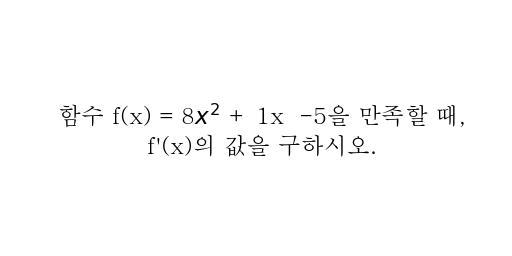 함수 f(x) = 8x² + 1x -5을 만족할 때,
f'(x)의 값을 구하시오.